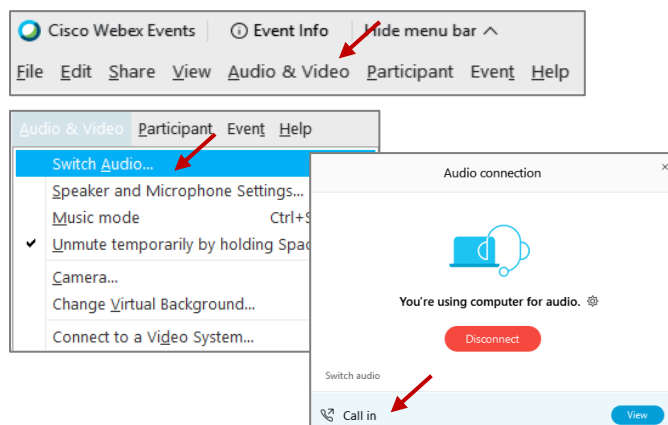 Cisco Webex Events Event Info Hide menu bar
File Edit Share View Audio & Video Participant Event Help
Audio & Video Participant Event Help
Switch Audio...
Speaker and Microphone Settings...
Music mode Ctrl+S
Unmute temporarily by holding Spac
Camera...
Change Virtual Background...
Connect to a Video System...
Audio connection
You're using computer for audio.
Disconnect
Switch audio
Call in View